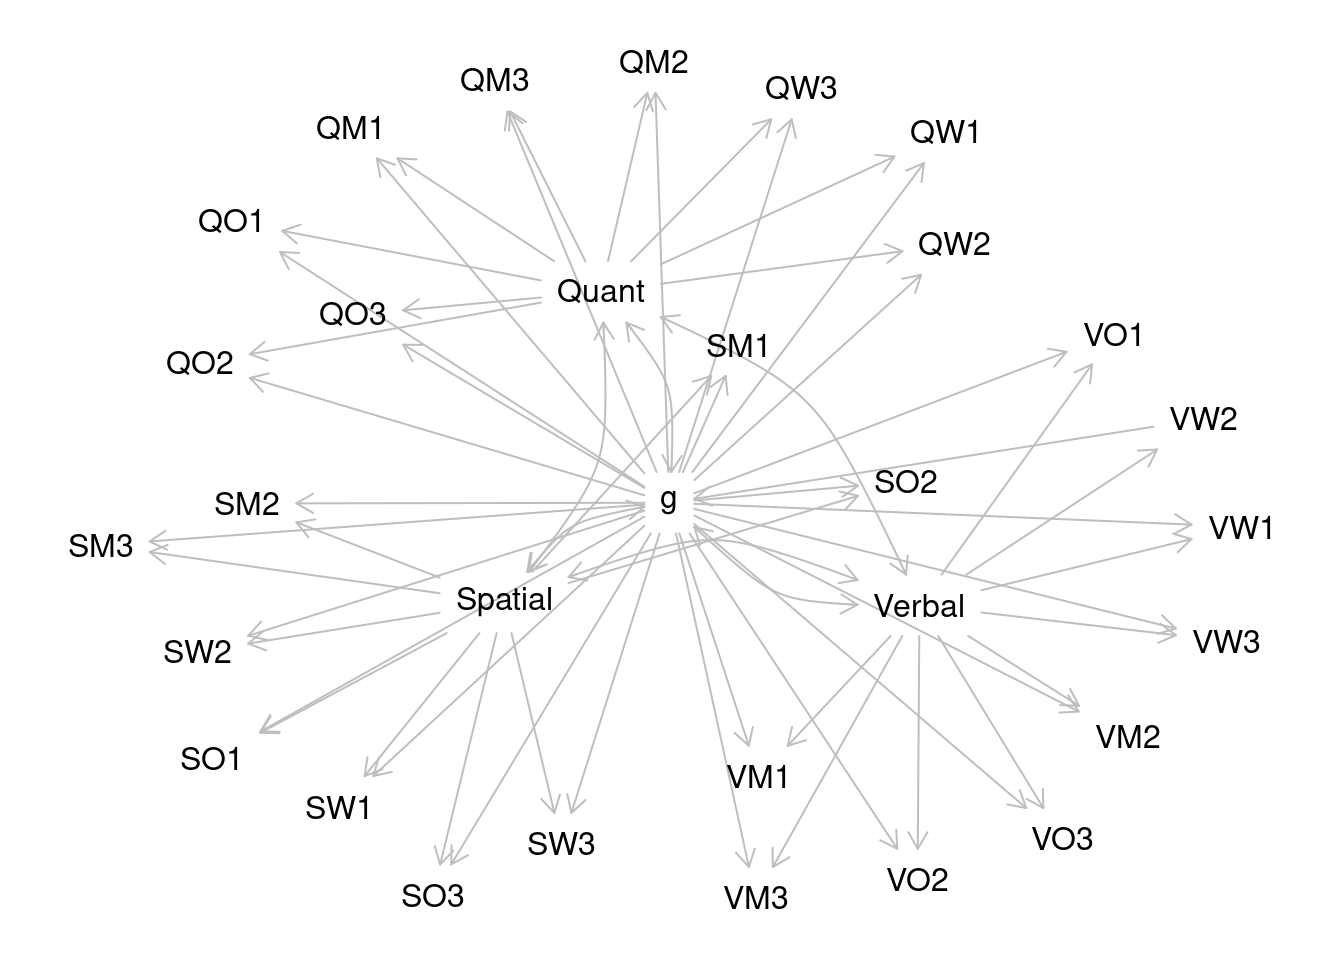 QM2
QM3
QW3
QM1
QW1
QO1
QW2
Quant
QO3
VO1
SM1
QO2
VW2
SO2
g
SM2
VW1
SM3
Spatial
Verbal
VW3
SW2
VM2
SO1
VM1
SW1
VO3
SW3
VO2
SO3
VM3